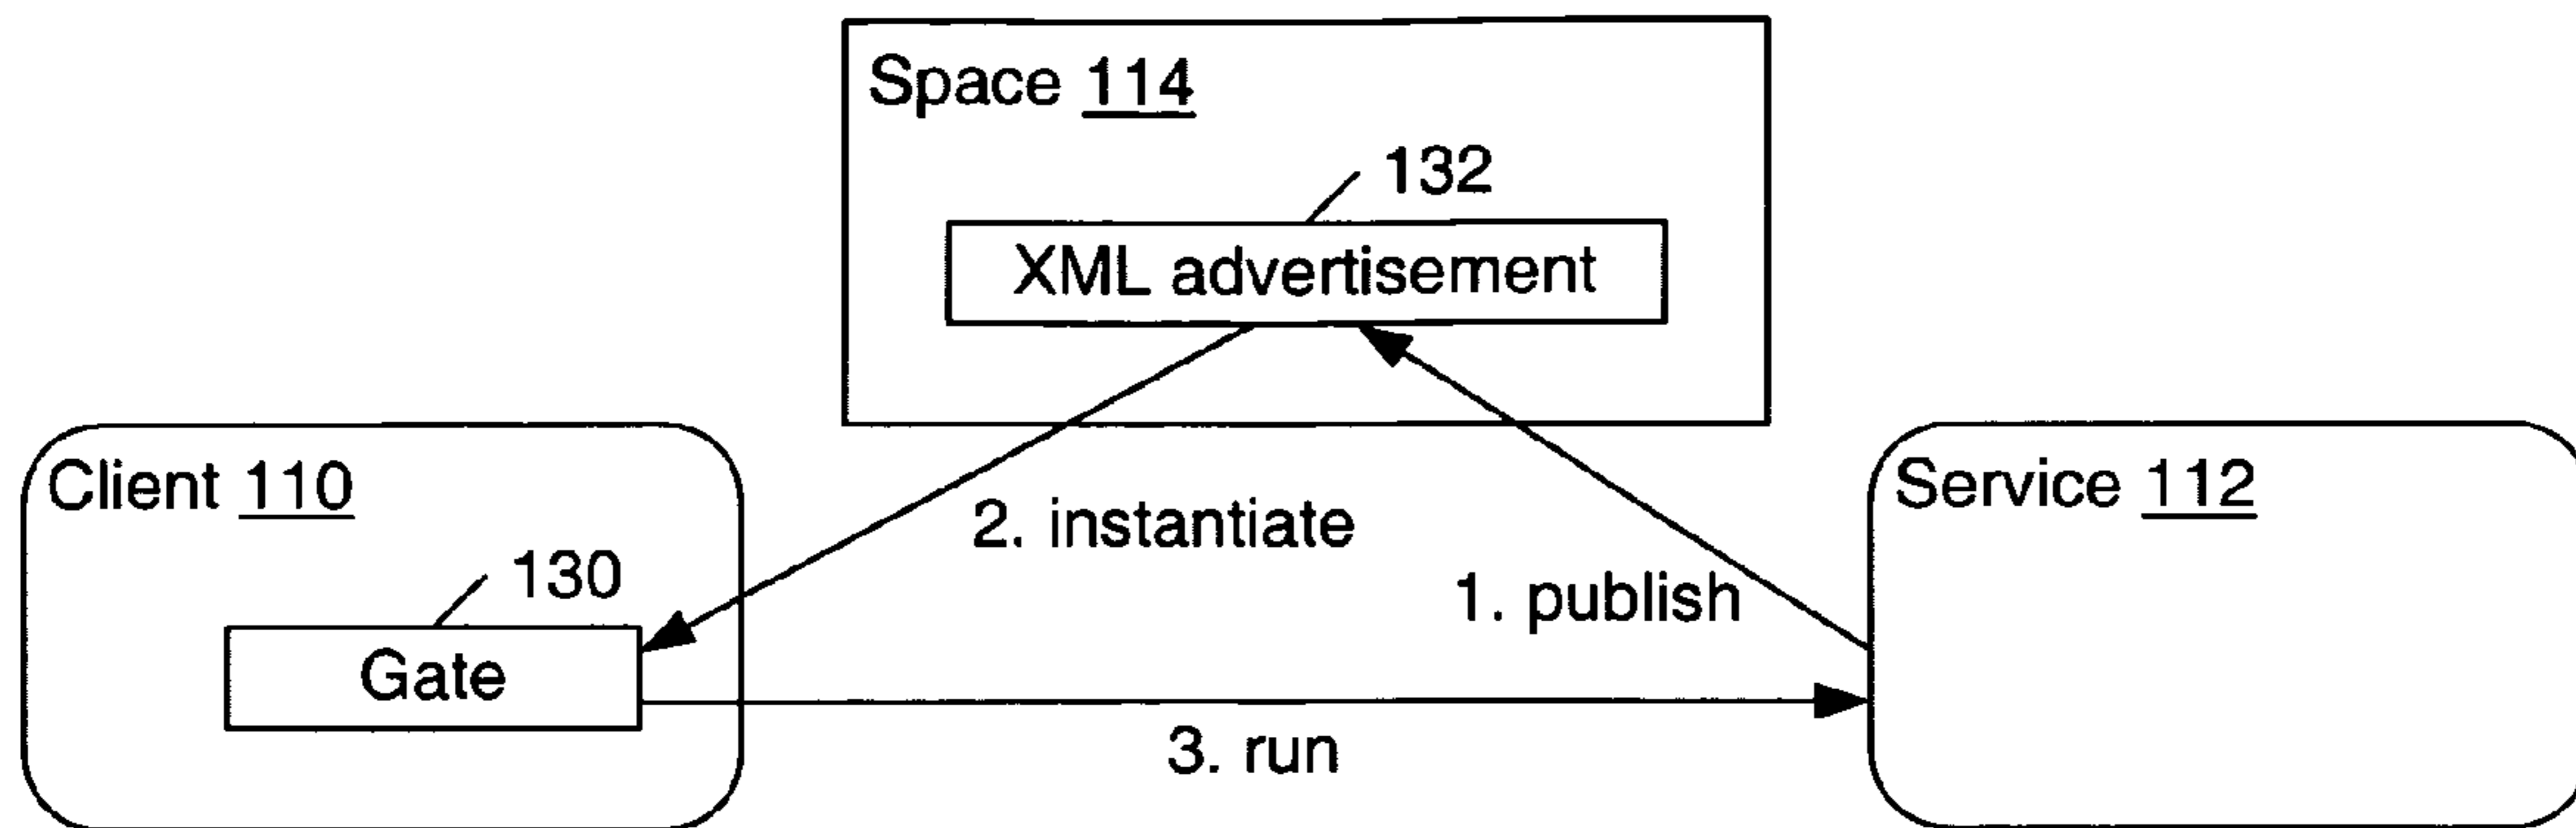 Space 114
132
XML advertisement
Client 110
2. instantiate
Service 112
130
1. publish
Gate
3. run